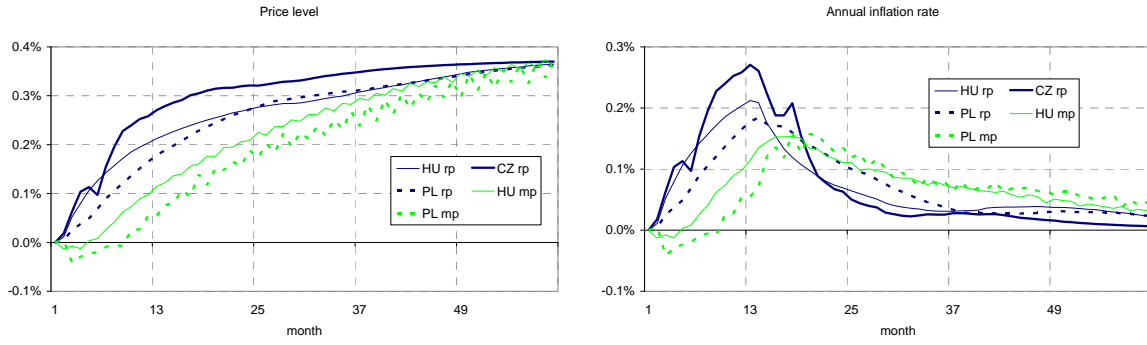 Price level
0.4%
0.3%
0.2%
0.1%
0.0%
-0.1%
1 13 25 37 49
month
HU rp CZ rp
PL rp HU mp
PL mp
Annual inflation rate
0.3%
0.2%
0.1%
0.0%
-0.1%
1 13 25 37 49
month
HU rp CZ rp
PL rp HU mp
PL mp